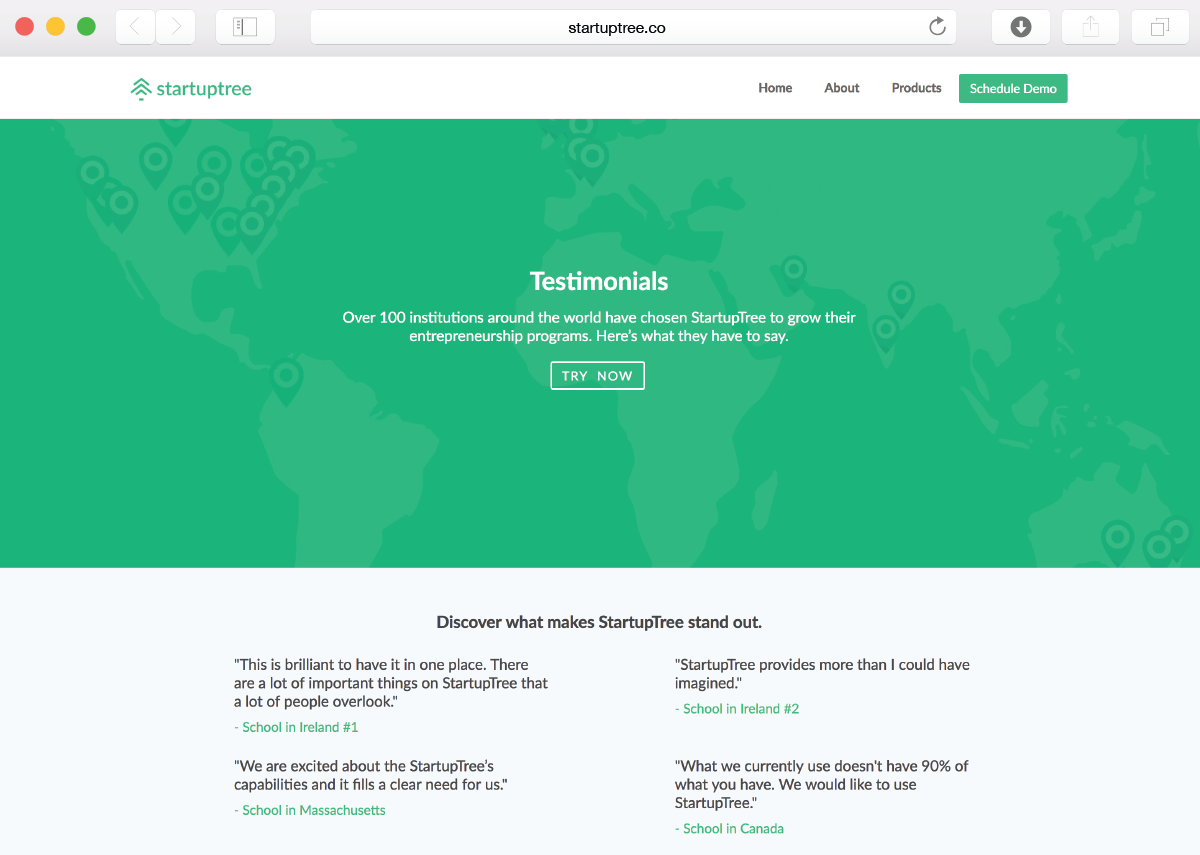 startuptree.co
startuptree
Home About Products Schedule Demo
Testimonials
Over 100 institutions around the world have chosen StartupTree to grow their
entrepreneurship programs. Here's what they have to say.
TRY NOW
Discover what makes StartupTree stand out.
"This is brilliant to have it in one place. There
are a lot of important things on StartupTree that
a lot of people overlook."
- School in Ireland #1
"StartupTree provides more than I could have
imagined."
- School in Ireland #2
"We are excited about the StartupTree's
capabilities and it fills a clear need for us."
- School in Massachusetts
"What we currently use doesn't have 90% of
what you have. We would like to use
StartupTree."
- School in Canada